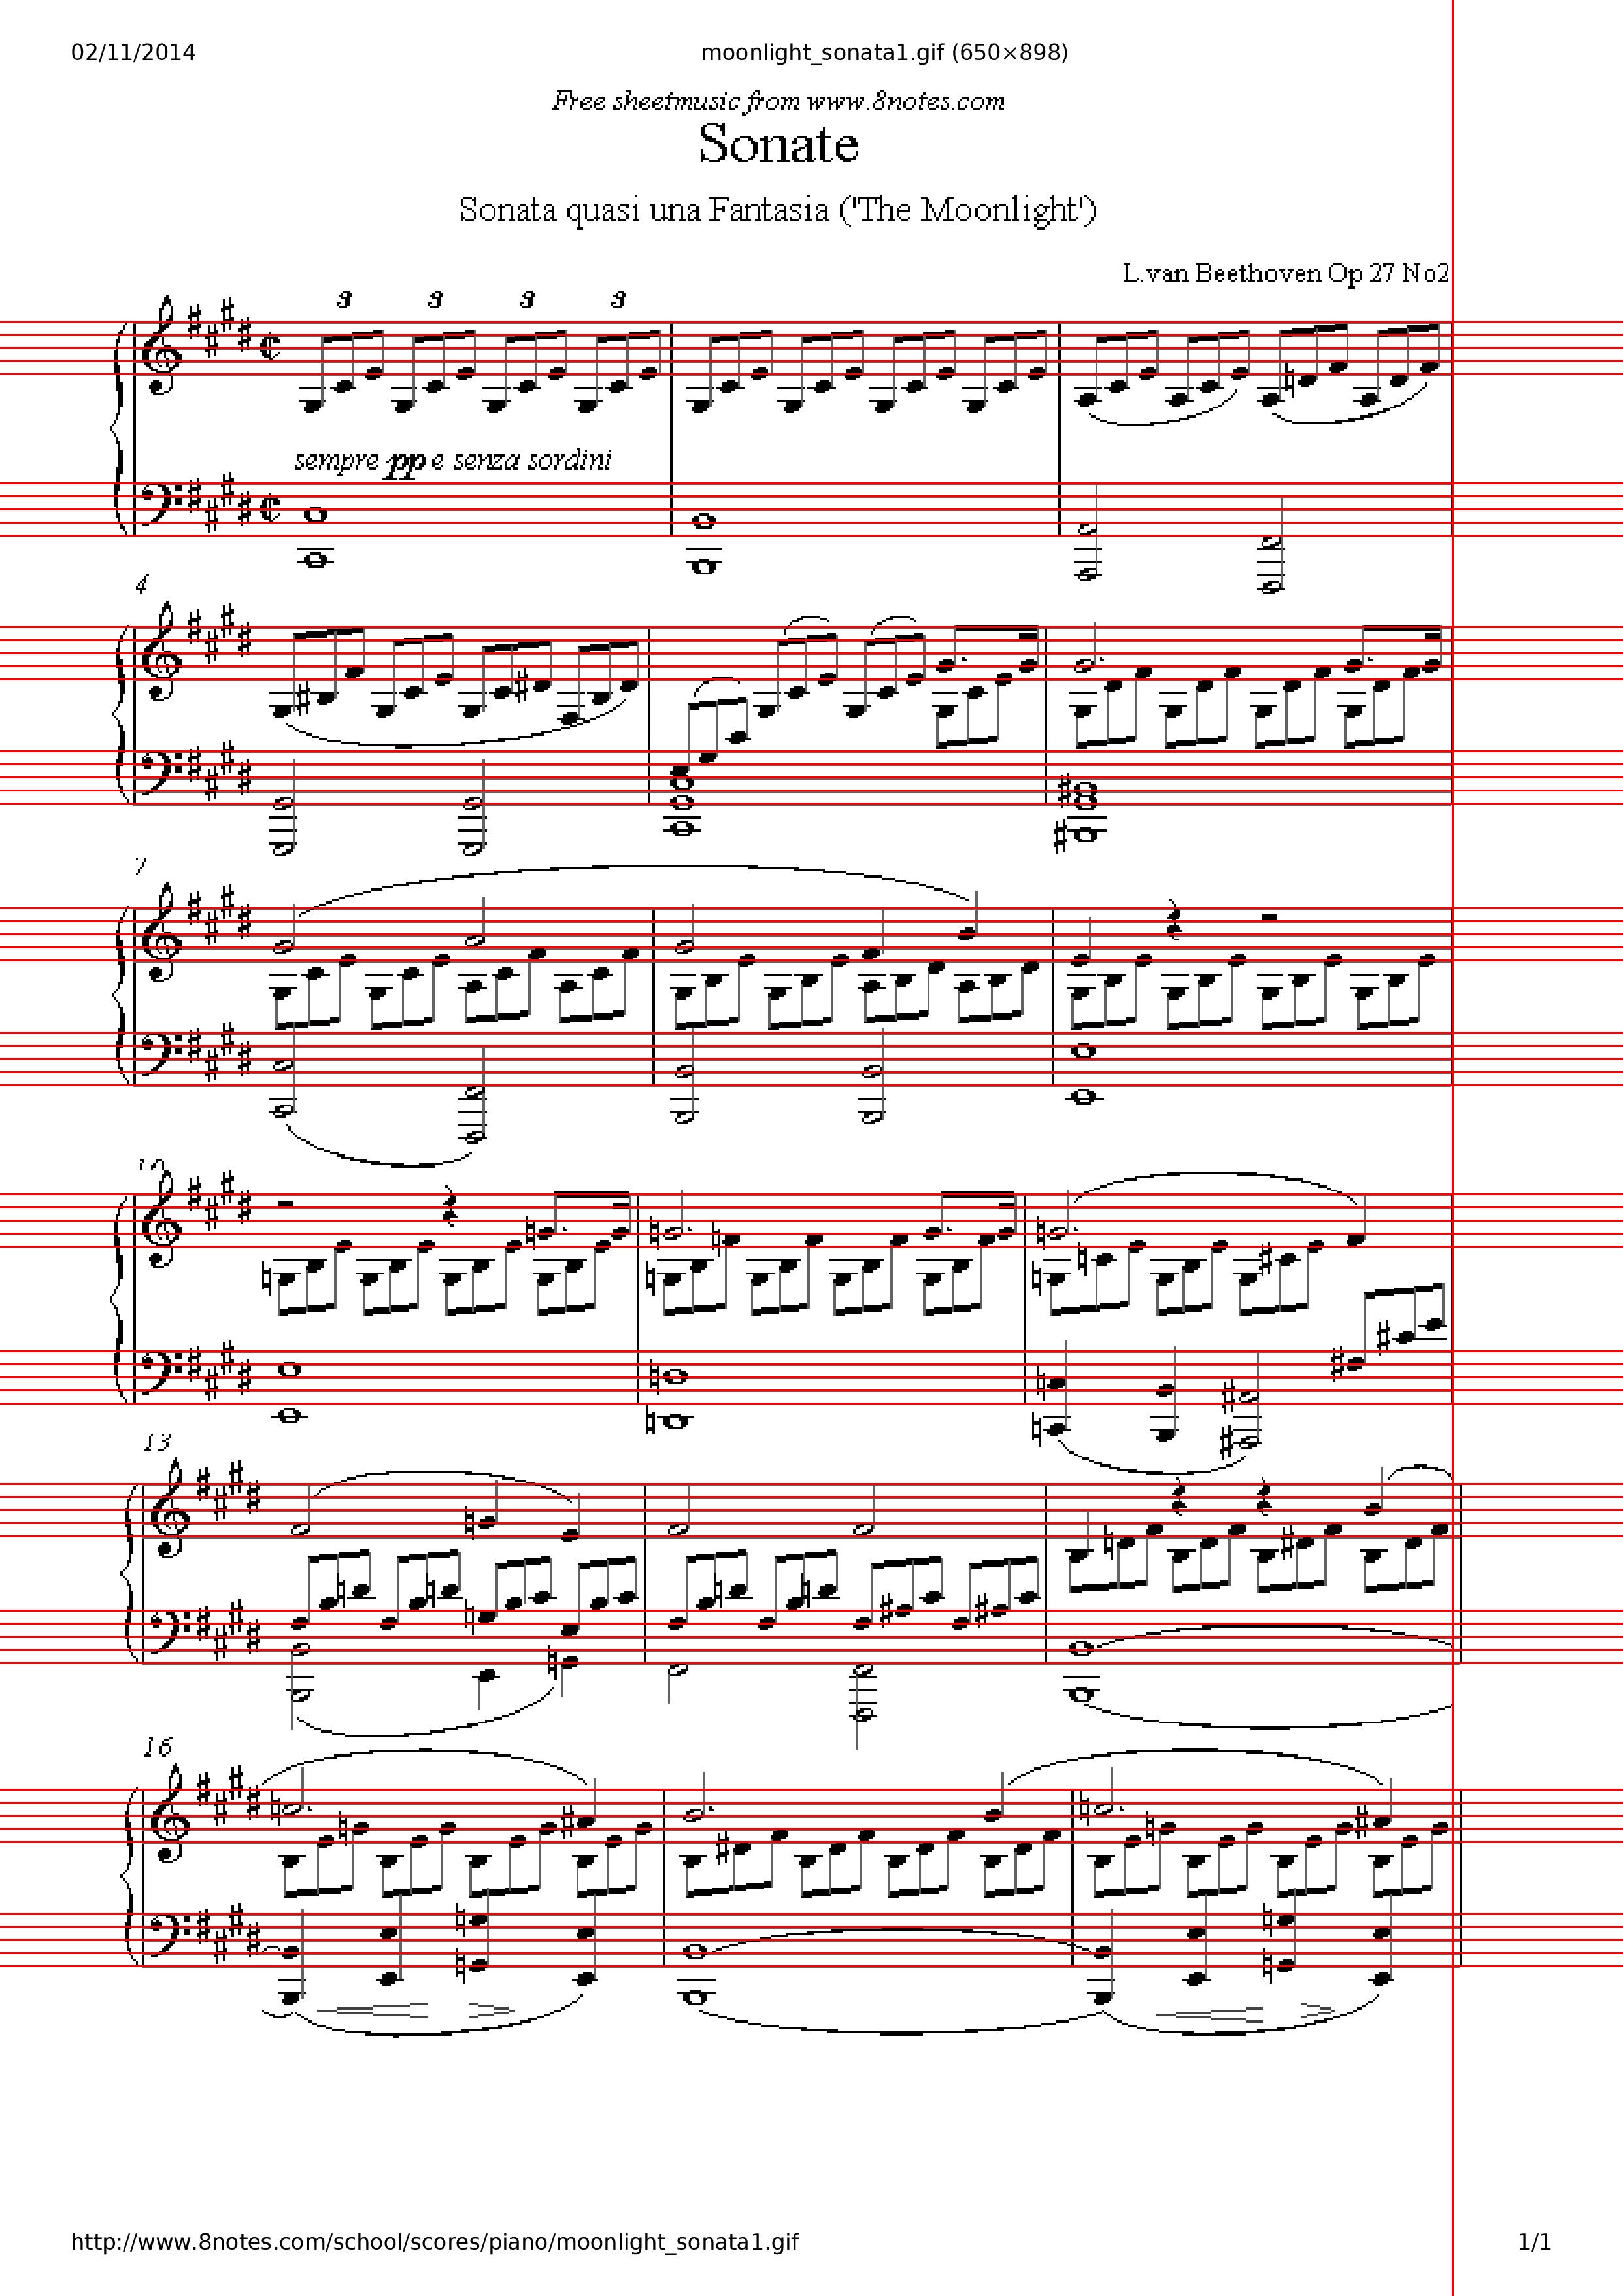 02/11/2014 moonlight_sonata1.gif (650×898)
Free sheetmusic from www.8notes.com
Sonate
Sonata quasi una Fantasia ('The Moonlight')
L.van Beethoven Op 27 No2
3 3 3 3
sempre pp e senza sordini
4
7
13
16
http://www.8notes.com/school/scores/piano/moonlight_sonata1.gif 1/1